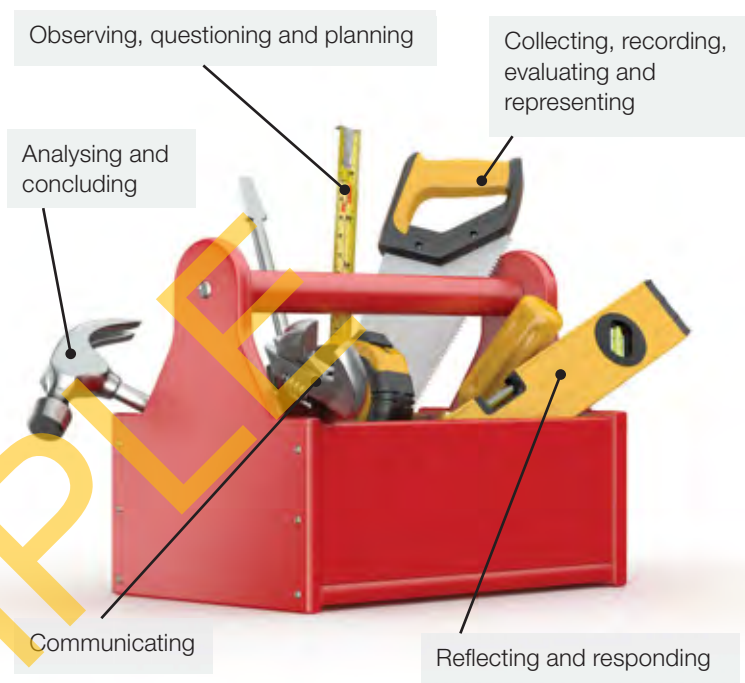 Observing, questioning and planning
Collecting, recording,
evaluating and
representing
Analysing and
concluding
Communicating
Reflecting and responding